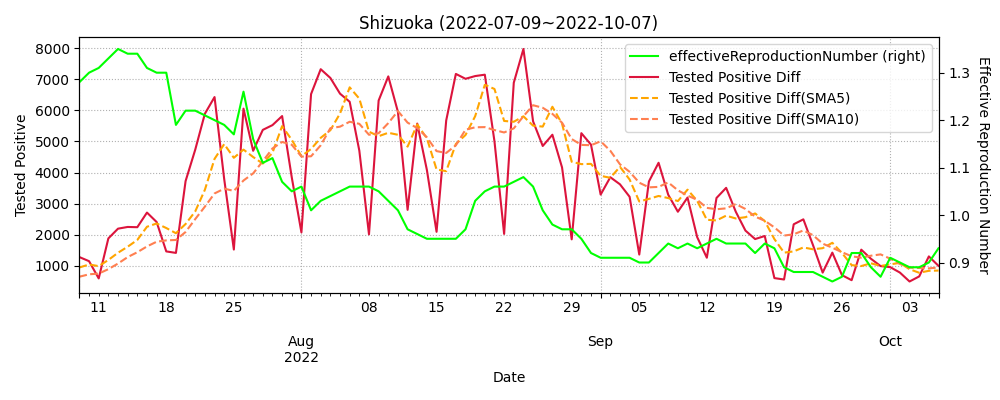 Shizuoka (2022-07-09~2022-10-07)
effectiveReproductionNumber (right)
Tested Positive Diff
Tested Positive Diff(SMA5)
Tested Positive Diff(SMA10)
Tested Positive
8000
7000
6000
5000
4000
3000
2000
1000
1.3
1.2
1.1
1.0
0.9
Effective Reproduction Number
11 18 25 08 15 22 29 05 12 19 26 03
Aug Sep Oct
2022
Date